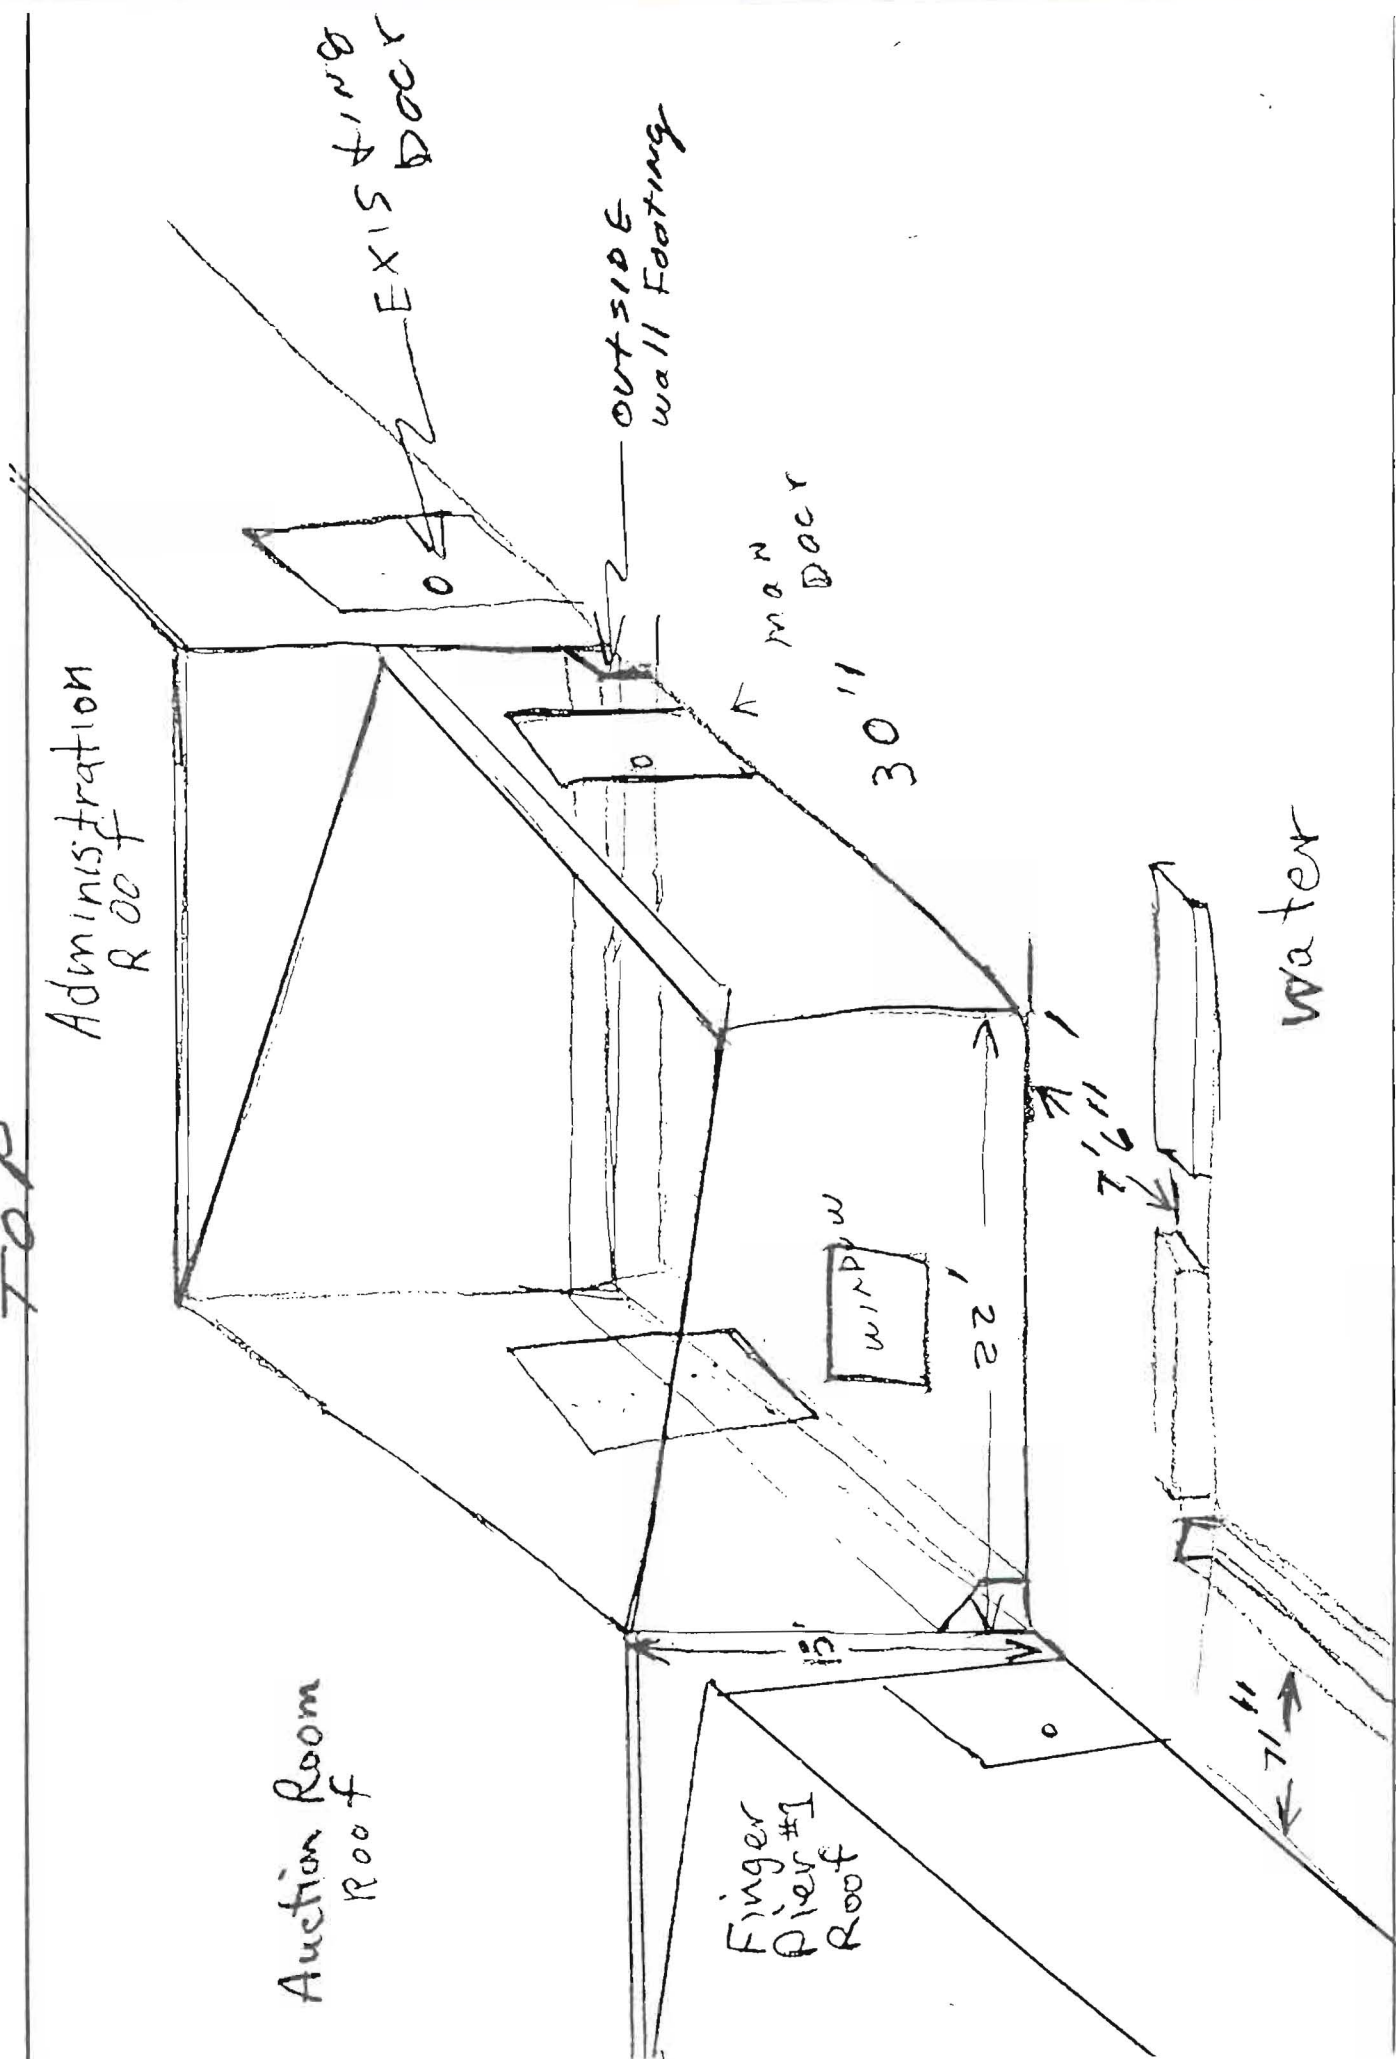 TOP
Administration
Roof
Auction Room
Roof
EXISTING
Door
OUTSIDE
Wall Footing
man
Door
30"
Finger
Pier #1
Roof
15'
WINDOW
22'
7'6"
Water